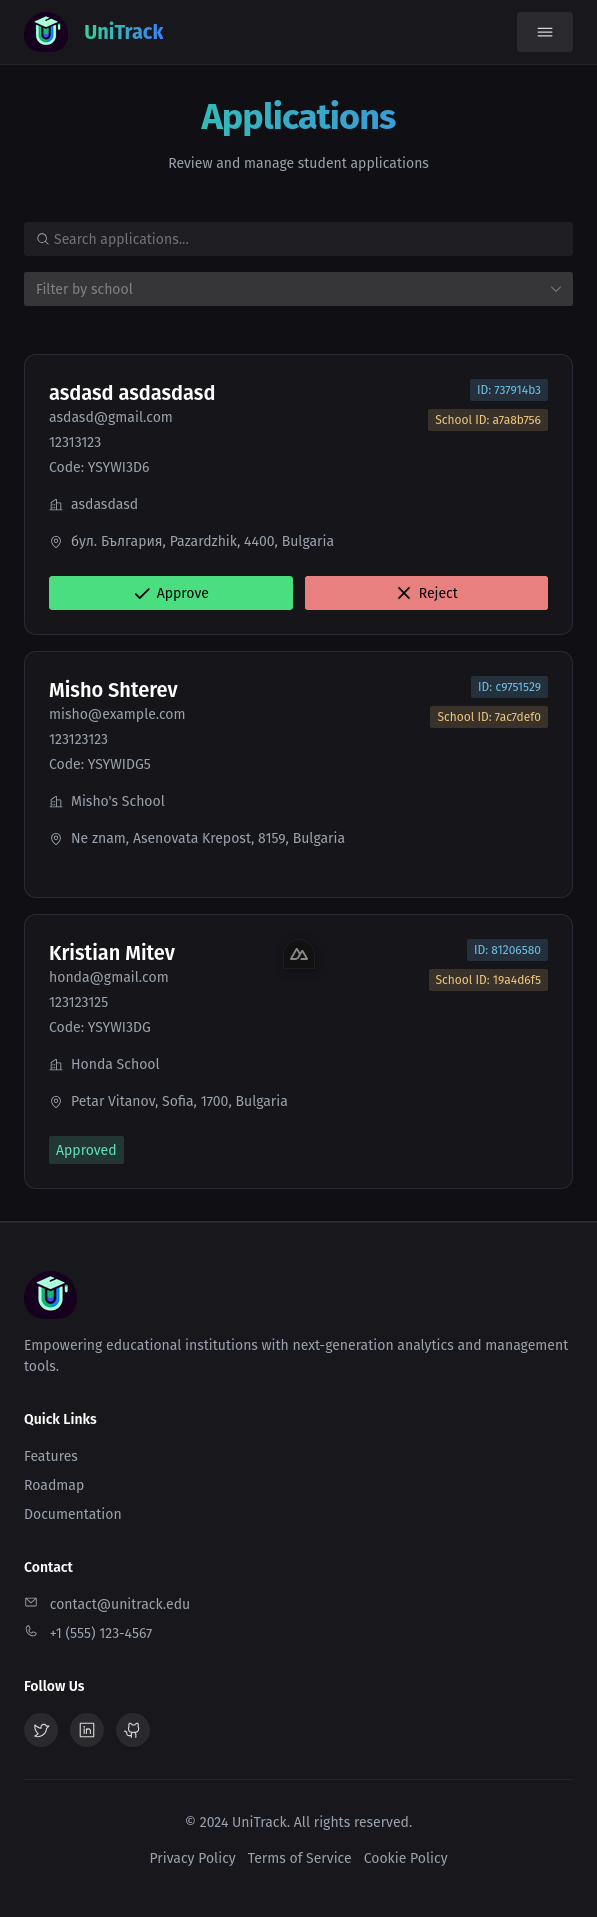 UniTrack
Applications
Review and manage student applications
Search applications...
Filter by school
asdasd asdasdasd
ID: 737914b3
asdasd@gmail.com
School ID: a7a8b756
12313123
Code: YSYWI3D6
asdasdasd
бул. България, Pazardzhik, 4400, Bulgaria
Approve
Reject
Misho Shterev
ID: c9751529
misho@example.com
School ID: 7ac7def0
123123123
Code: YSYWIDG5
Misho's School
Ne znam, Asenovata Krepost, 8159, Bulgaria
Kristian Mitev
ID: 81206580
honda@gmail.com
School ID: 19a4d6f5
123123125
Code: YSYWI3DG
Honda School
Petar Vitanov, Sofia, 1700, Bulgaria
Approved
Empowering educational institutions with next-generation analytics and management
tools.
Quick Links
Features
Roadmap
Documentation
Contact
contact@unitrack.edu
+1 (555) 123-4567
Follow Us
© 2024 UniTrack. All rights reserved.
Privacy Policy Terms of Service Cookie Policy